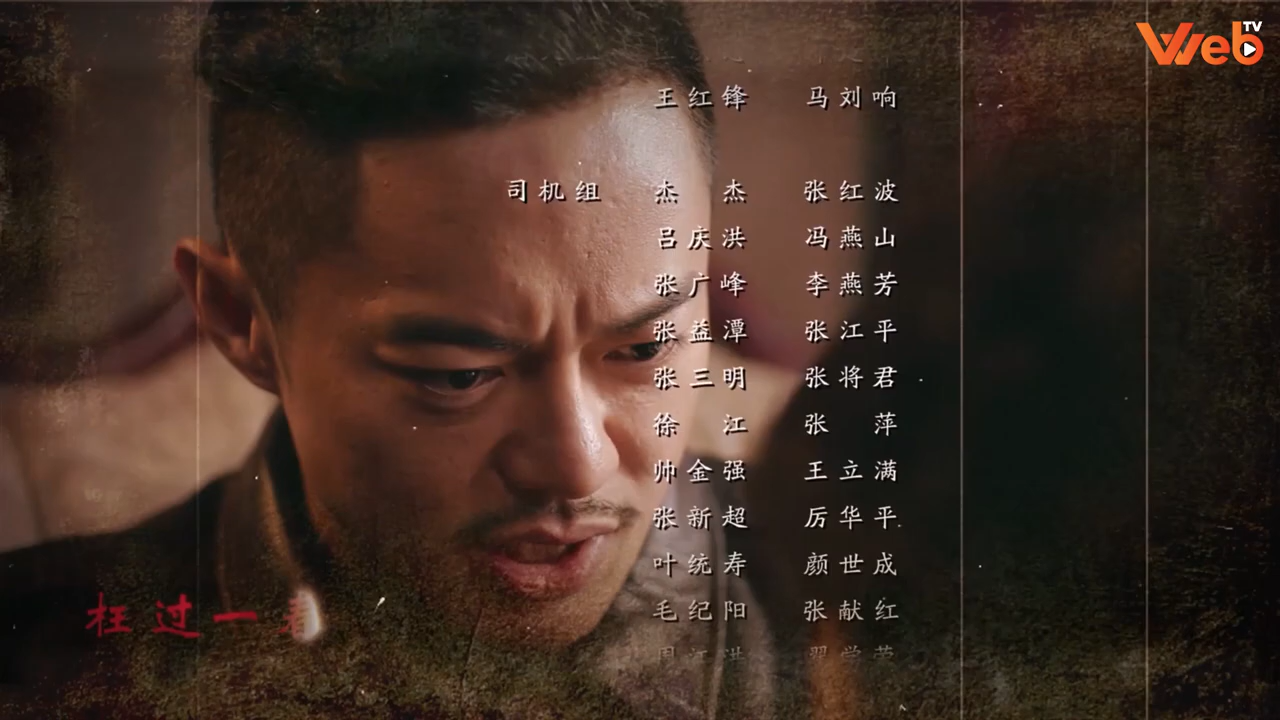 WebTV
王红锋 马刘响
司机组 杰杰 张红波
吕庆洪 冯燕山
张广峰 李燕芳
张益潭 张江平
张三明 张将君
徐江 张萍
帅金强 王立满
张新超 厉华平
叶统寿 颜世成
毛纪阳 张献红
枉过一